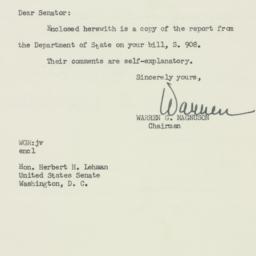 Dear Senator:
Enclosed herewith is a copy of the report from
the Department of State on your bill, S. 908.
Their comments are self-explanatory.
Sincerely yours,
Warren
WARREN G. MAGNUSON
Chairman
WGM:jv
encl
Hon. Herbert H. Lehman
United States Senate
Washington, D. C.